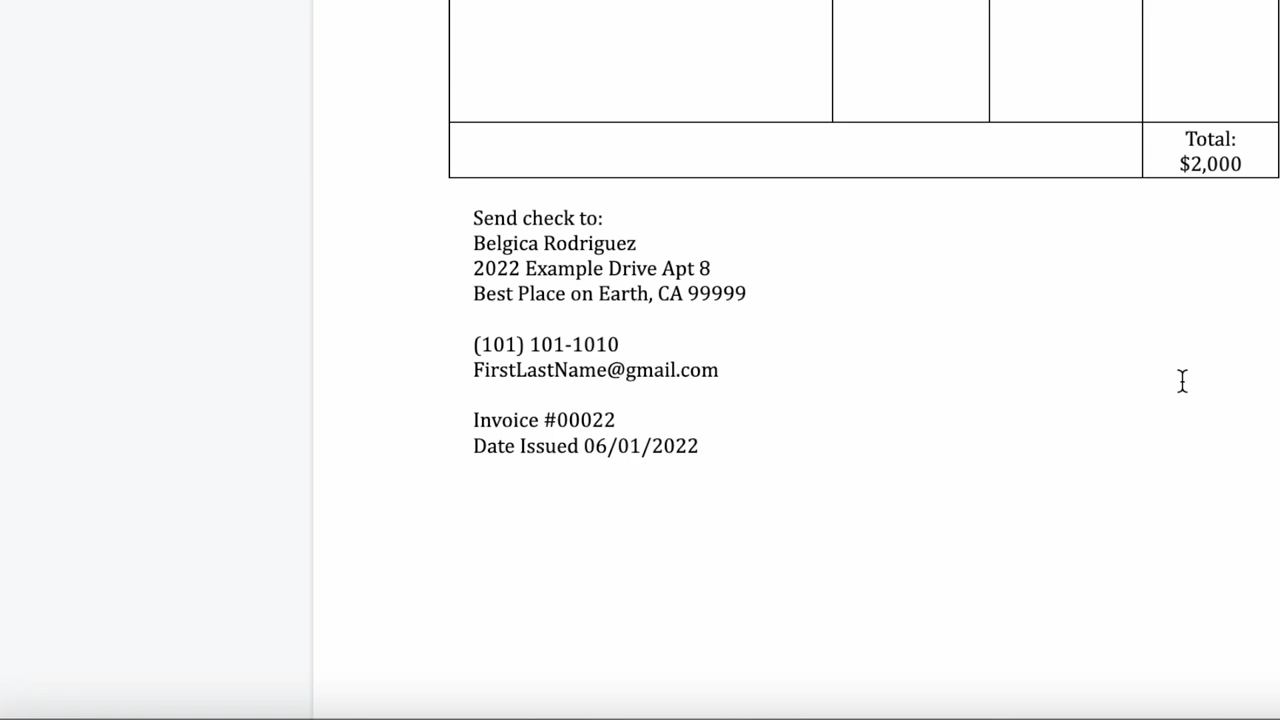 Total:
$2,000
Send check to:
Belgica Rodriguez
2022 Example Drive Apt 8
Best Place on Earth, CA 99999
(101) 101-1010
FirstLastName@gmail.com
Invoice #00022
Date Issued 06/01/2022